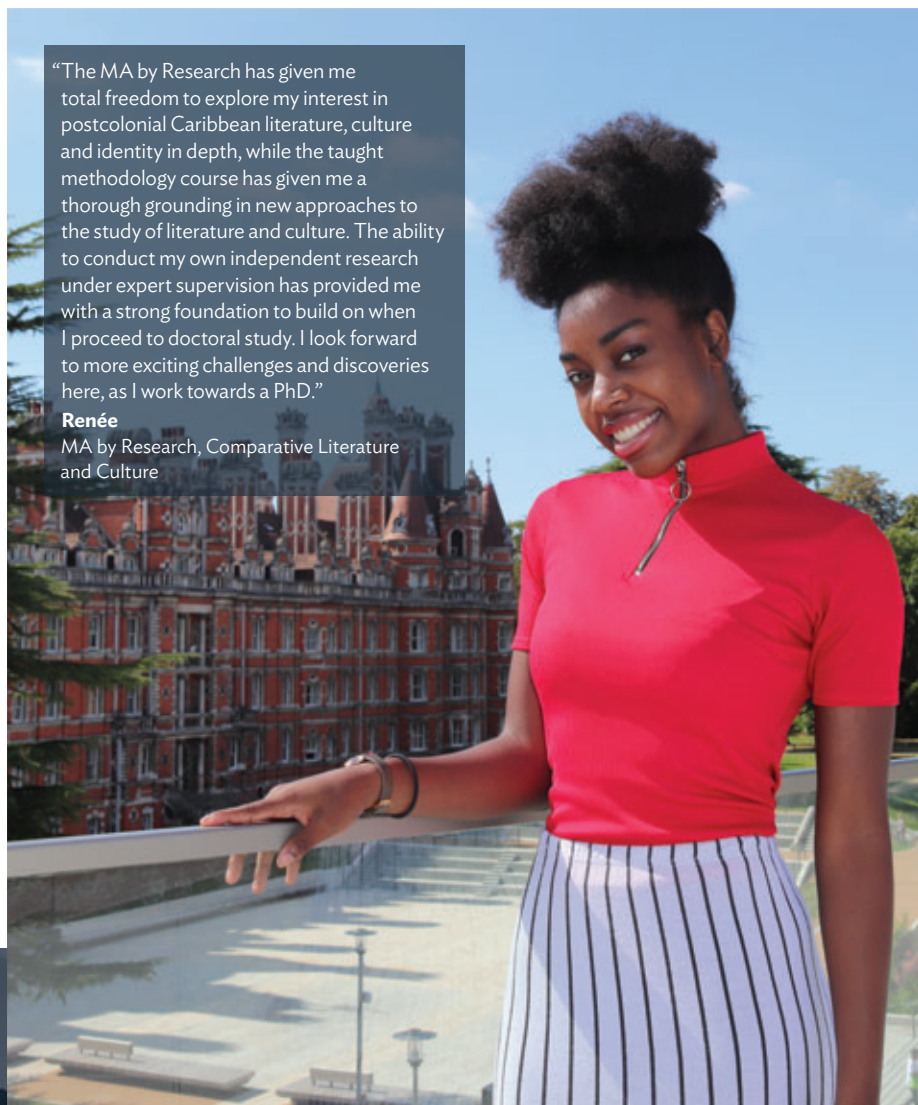 “The MA by Research has given me
total freedom to explore my interest in
postcolonial Caribbean literature, culture
and identity in depth, while the taught
methodology course has given me a
thorough grounding in new approaches to
the study of literature and culture. The ability
to conduct my own independent research
under expert supervision has provided me
with a strong foundation to build on when
I proceed to doctoral study. I look forward
to more exciting challenges and discoveries
here, as I work towards a PhD.”
Renée
MA by Research, Comparative Literature
and Culture